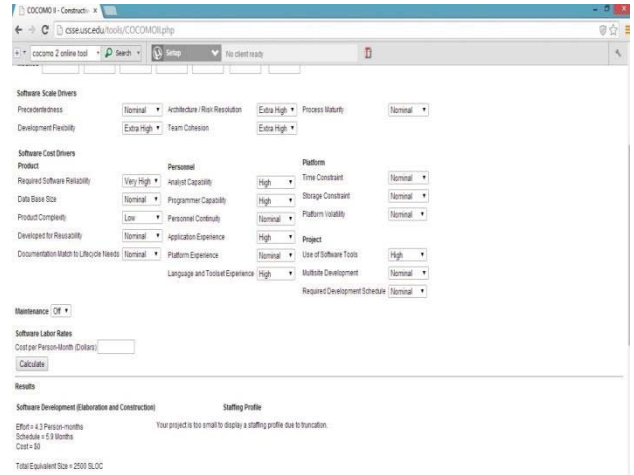 COCOMO II - Constructiv
csse.usc.edu/tools/COCOMOII.php
cocomo 2 online tool Search Setup No client ready
Software Scale Drivers
Precedentedness Nominal Architecture / Risk Resolution Extra High Process Maturity Nominal
Development Flexibility Extra High Team Cohesion Extra High
Software Cost Drivers
Product Personnel Platform
Required Software Reliability Very High Analyst Capability High Time Constraint Nominal
Data Base Size Nominal Programmer Capability High Storage Constraint Nominal
Product Complexity Low Personnel Continuity Nominal Platform Volatility Nominal
Developed for Reusability Nominal Application Experience High Project
Documentation Match to Lifecycle Needs Nominal Platform Experience Nominal Use of Software Tools High
Language and Toolset Experience High Multisite Development Nominal
Required Development Schedule Nominal
Maintenance Off
Software Labor Rates
Cost per Person-Month (Dollars)
Calculate
Results
Software Development (Elaboration and Construction) Staffing Profile
Effort = 4.3 Person-months Your project is too small to display a staffing profile due to truncation.
Schedule = 5.9 Months
Cost = $0
Total Equivalent Size = 2500 SLOC